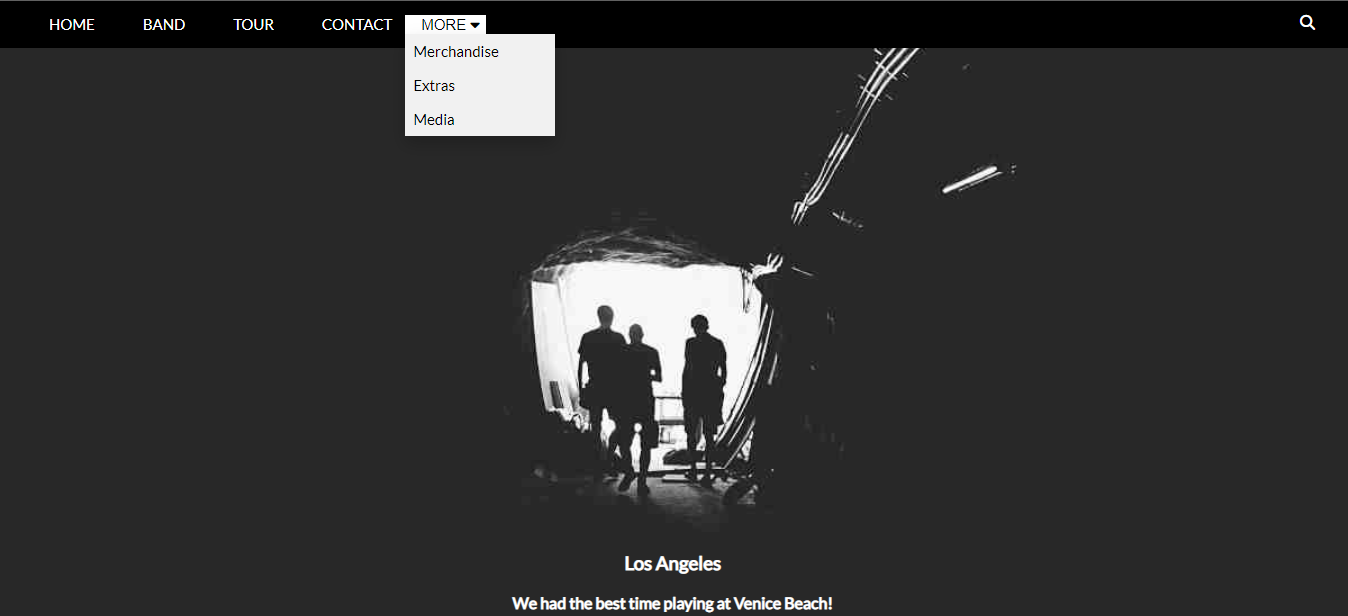 HOME BAND TOUR CONTACT MORE
Merchandise
Extras
Media
Los Angeles
We had the best time playing at Venice Beach!